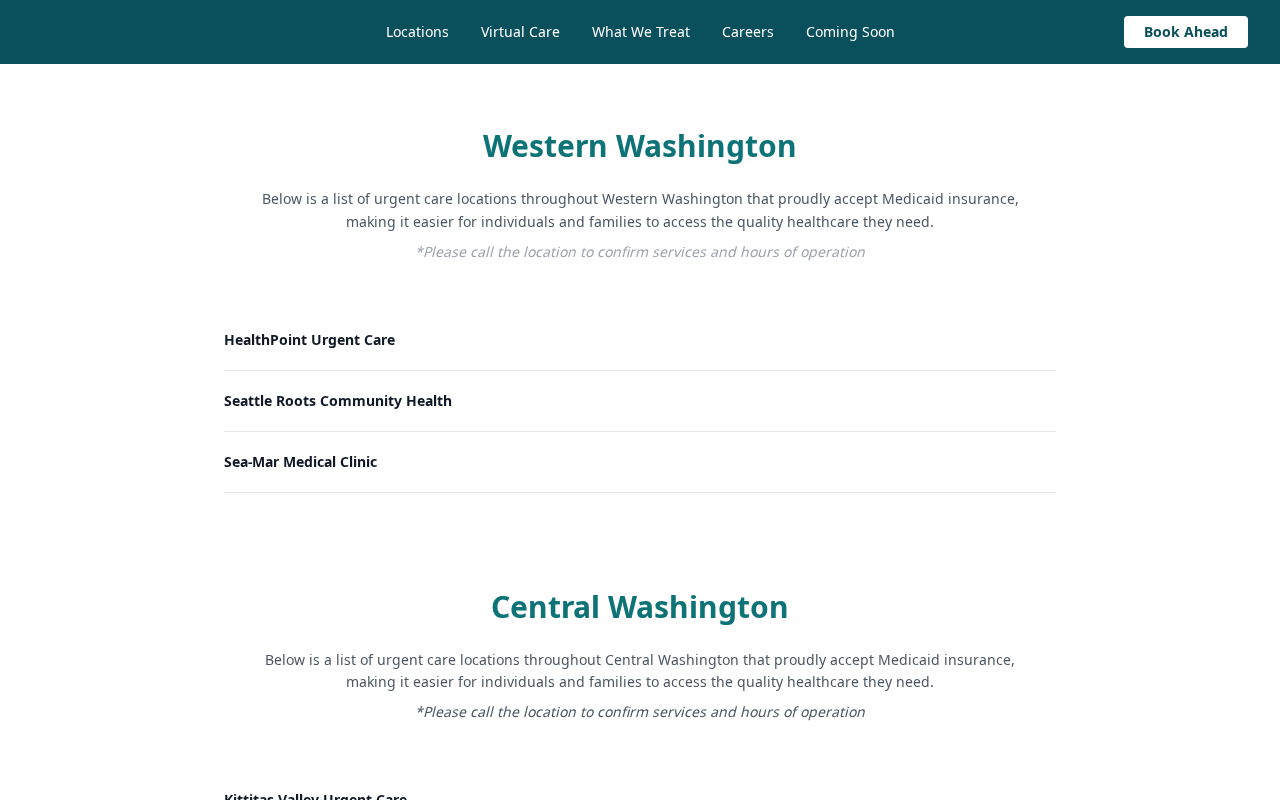 Locations
Virtual Care
What We Treat
Careers
Coming Soon
Book Ahead
Western Washington
Below is a list of urgent care locations throughout Western Washington that proudly accept Medicaid insurance,
making it easier for individuals and families to access the quality healthcare they need.
*Please call the location to confirm services and hours of operation
HealthPoint Urgent Care
Seattle Roots Community Health
Sea-Mar Medical Clinic
Central Washington
Below is a list of urgent care locations throughout Central Washington that proudly accept Medicaid insurance,
making it easier for individuals and families to access the quality healthcare they need.
*Please call the location to confirm services and hours of operation
Kittitas Valley Urgent Care